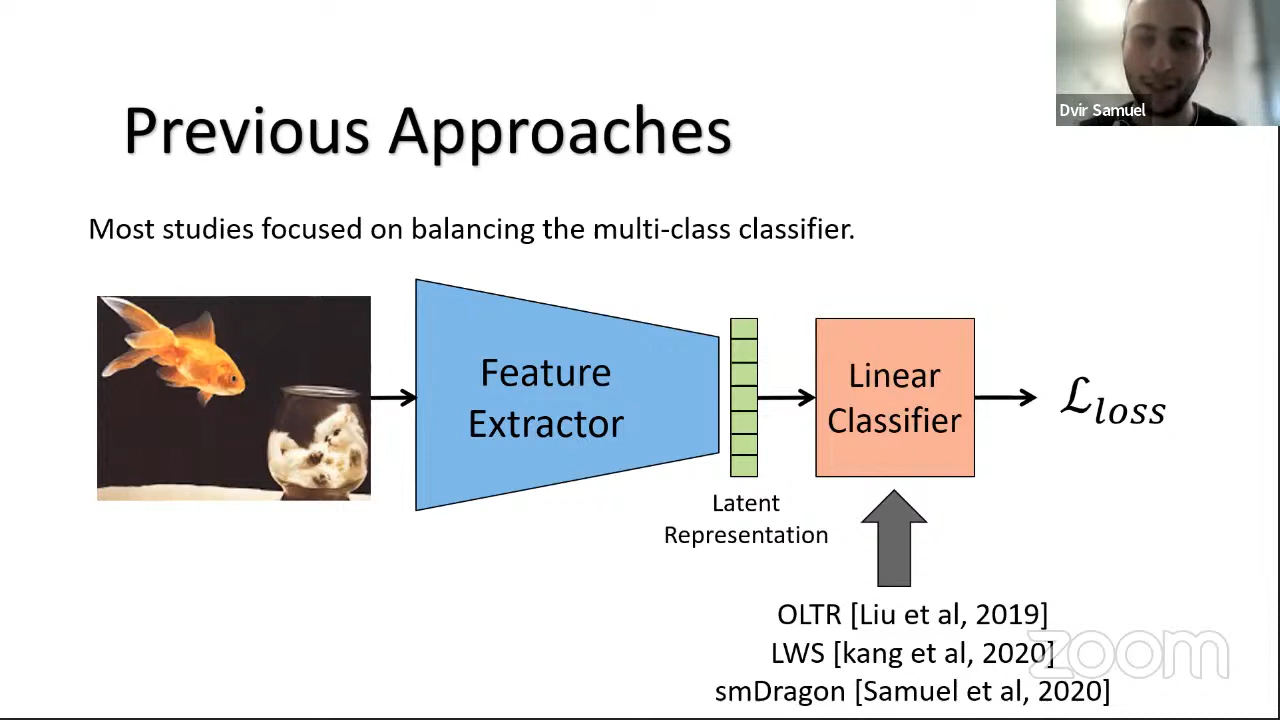 Dvir Samuel
Previous Approaches
Most studies focused on balancing the multi-class classifier.
Feature
Extractor
Latent
Representation
Linear
Classifier
ℒloss
OLTR [Liu et al, 2019]
LWS [kang et al, 2020]
smDragon [Samuel et al, 2020]
zoom